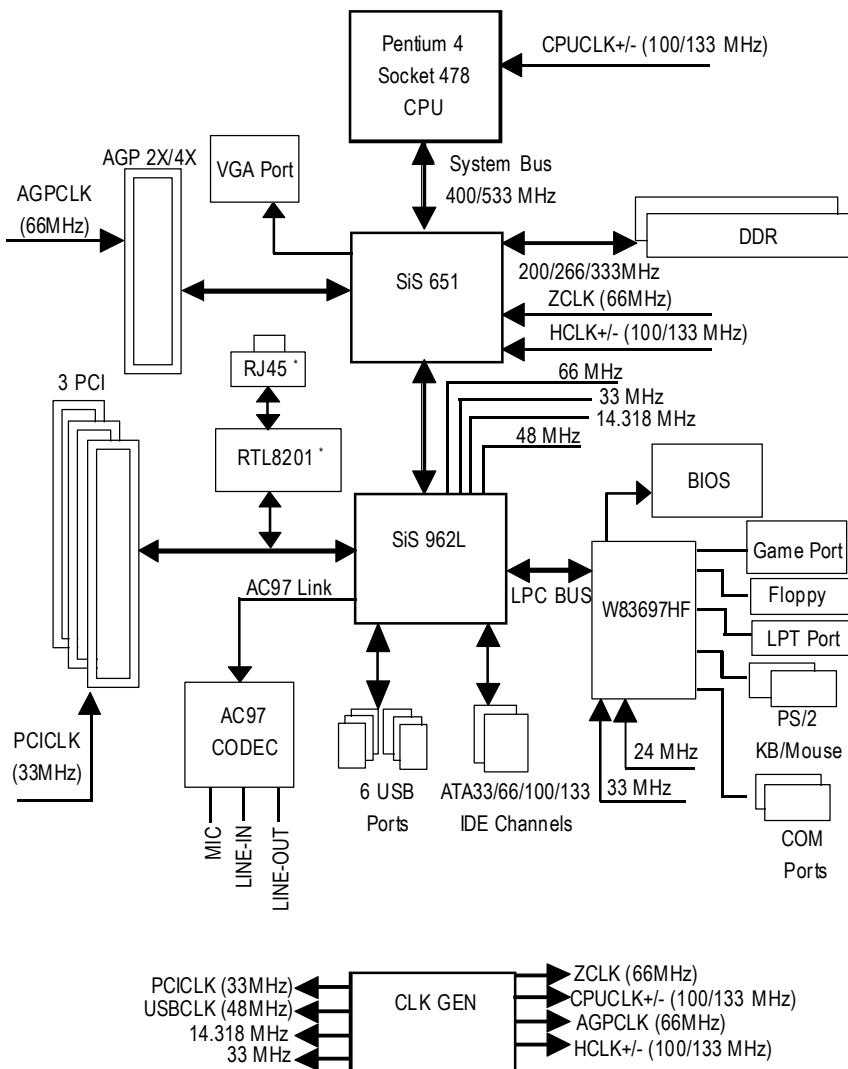 Pentium 4
Socket 478
CPU
CPUCLK+/- (100/133 MHz)
AGP 2X/4X
VGA Port
System Bus
400/533 MHz
AGPCLK
(66MHz)
DDR
SiS 651
200/266/333MHz
ZCLK (66MHz)
HCLK+/- (100/133 MHz)
RJ45 *
3 PCI
66 MHz
33 MHz
14.318 MHz
48 MHz
RTL8201 *
BIOS
SiS 962L
Game Port
AC97 Link
LPC BUS
W83697HF
Floppy
LPT Port
AC97
CODEC
PS/2
KB/Mouse
PCICLK
(33MHz)
24 MHz
33 MHz
6 USB
Ports
ATA33/66/100/133
IDE Channels
COM
Ports
MIC
LINE-IN
LINE-OUT
PCICLK (33MHz)
USBCLK (48MHz)
14.318 MHz
33 MHz
CLK GEN
ZCLK (66MHz)
CPUCLK+/- (100/133 MHz)
AGPCLK (66MHz)
HCLK+/- (100/133 MHz)